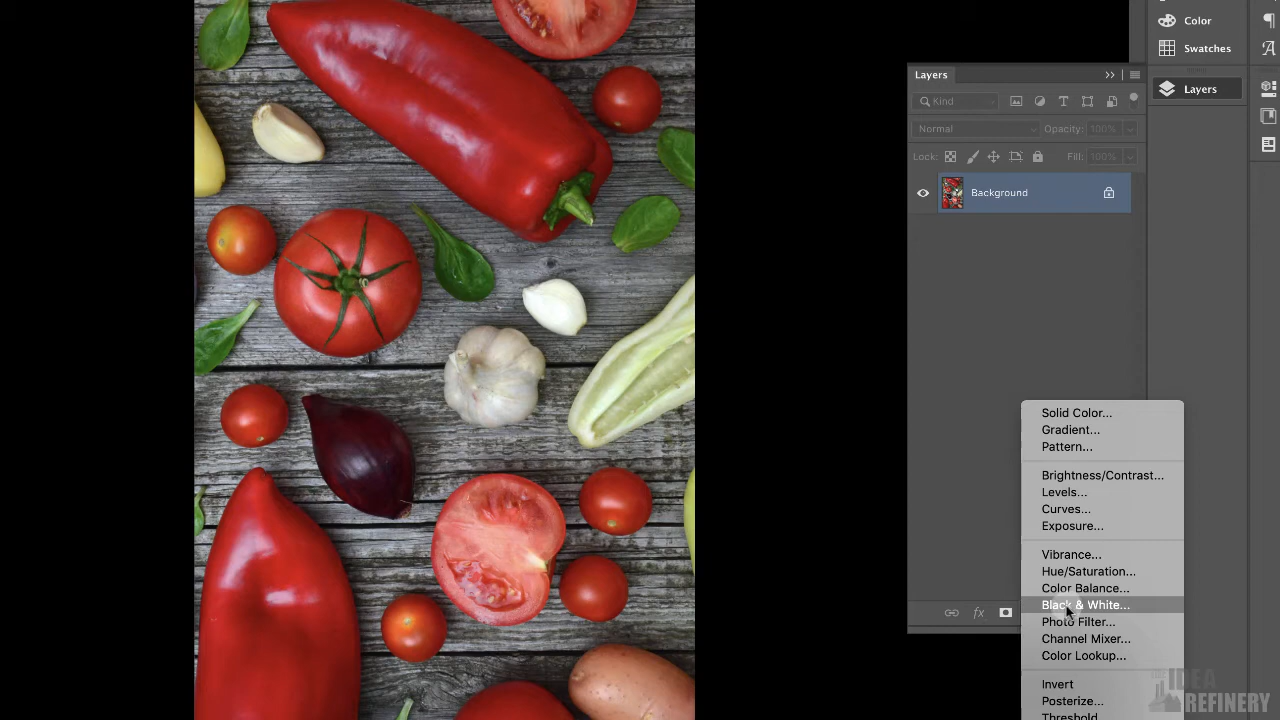 Color
Swatches
Layers
Layers
Kind
Normal
Opacity: 100%
Lock:
Fill: 100%
Background
Solid Color...
Gradient...
Pattern...
Brightness/Contrast...
Levels...
Curves...
Exposure...
Vibrance...
Hue/Saturation...
Color Balance...
Black & White...
Photo Filter...
Channel Mixer...
Color Lookup...
Invert
Posterize...
Threshold...
fx
IDEA
REFINERY